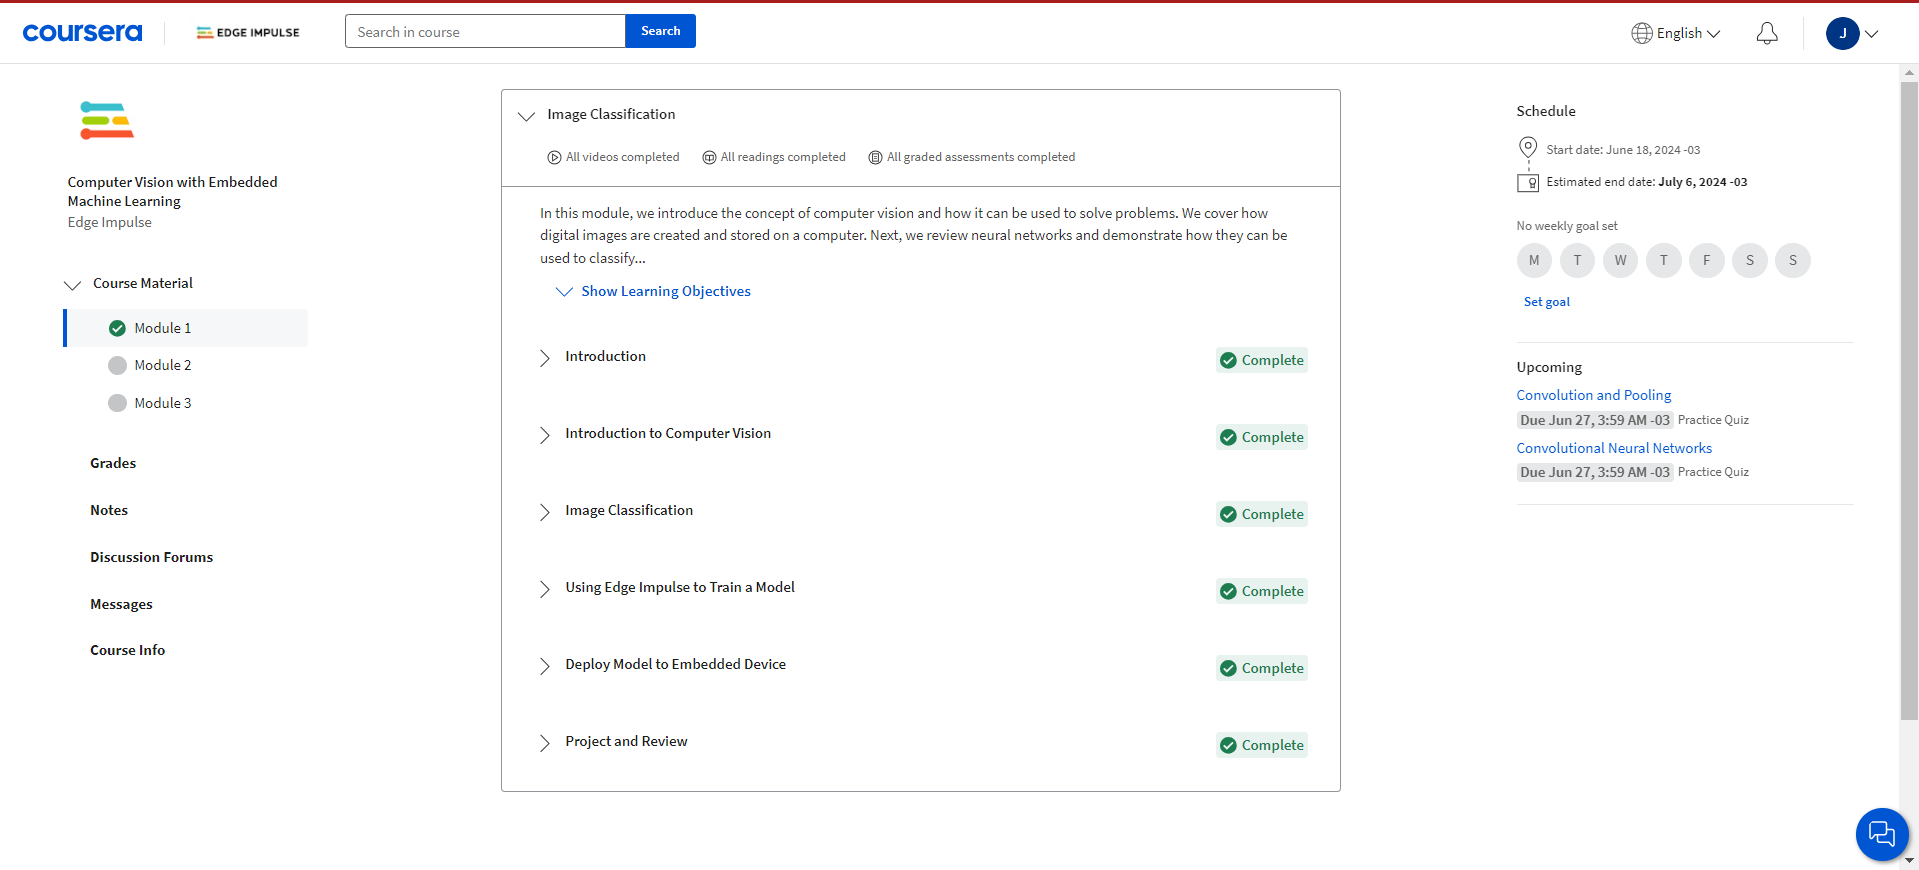 coursera
EDGE IMPULSE
Search in course
Search
English
J
Computer Vision with Embedded
Machine Learning
Edge Impulse
Course Material
Module 1
Module 2
Module 3
Grades
Notes
Discussion Forums
Messages
Course Info
Image Classification
All videos completed
All readings completed
All graded assessments completed
In this module, we introduce the concept of computer vision and how it can be used to solve problems. We cover how
digital images are created and stored on a computer. Next, we review neural networks and demonstrate how they can be
used to classify...
Show Learning Objectives
Introduction
Complete
Introduction to Computer Vision
Complete
Image Classification
Complete
Using Edge Impulse to Train a Model
Complete
Deploy Model to Embedded Device
Complete
Project and Review
Complete
Schedule
Start date: June 18, 2024 -03
Estimated end date: July 6, 2024 -03
No weekly goal set
M T W T F S S
Set goal
Upcoming
Convolution and Pooling
Due Jun 27, 3:59 AM -03 Practice Quiz
Convolutional Neural Networks
Due Jun 27, 3:59 AM -03 Practice Quiz